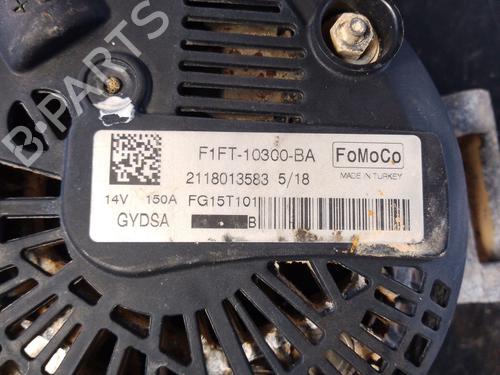 B-PARTS
F1FT-10300-BA
FoMoCo
MADE IN TURKEY
2118013583 5/18
14V 150A FG15T101
GYDSA
B